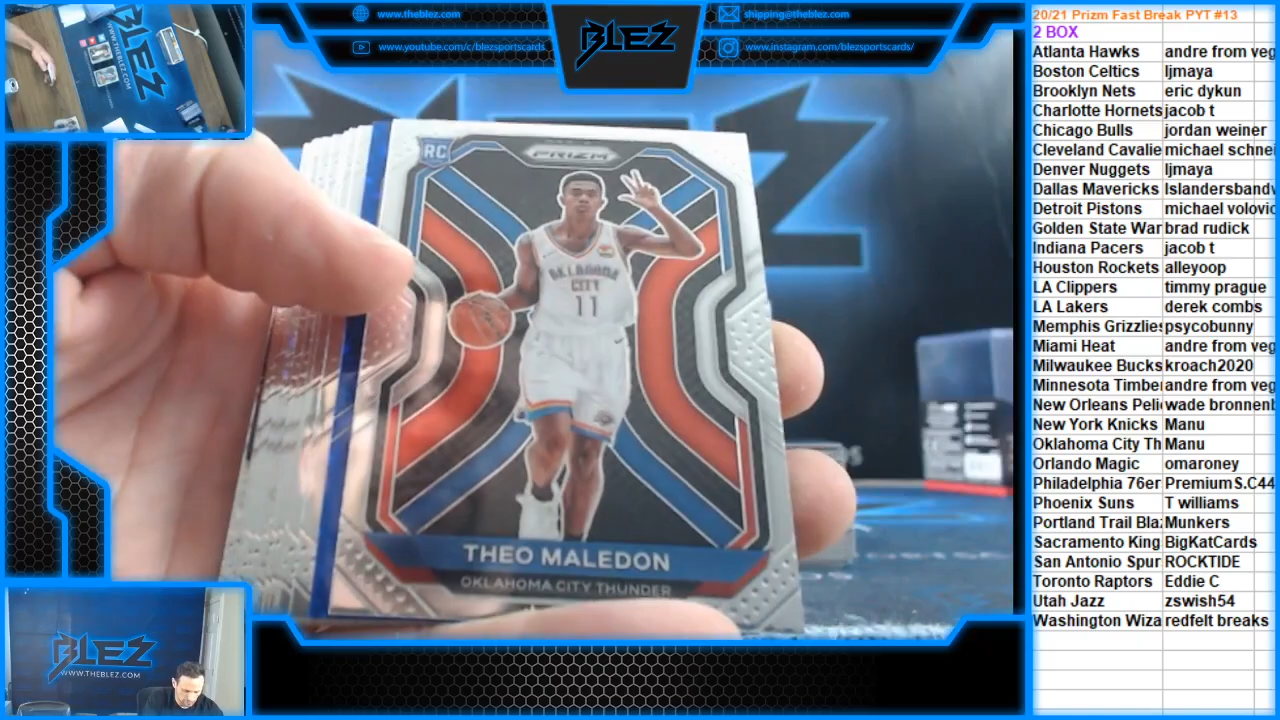 www.theblez.com
www.youtube.com/c/blezsportscards
BLEZ
shipping@theblez.com
www.instagram.com/blezsportscards/
BLEZ
RC
PRIZM
OKLAHOMA
CITY
11
THEO MALEDON
OKLAHOMA CITY THUNDER
BLEZ
WWW.THEBLEZ.COM
20/21 Prizm Fast Break PYT #13
2 BOX
Atlanta Hawks andre from veg
Boston Celtics ljmaya
Brooklyn Nets eric dykun
Charlotte Hornets jacob t
Chicago Bulls jordan weiner
Cleveland Cavalie michael schnei
Denver Nuggets ljmaya
Dallas Mavericks Islandersbandw
Detroit Pistons michael volovic
Golden State War brad rudick
Indiana Pacers jacob t
Houston Rockets alleyoop
LA Clippers timmy prague
LA Lakers derek combs
Memphis Grizzlies psycobunny
Miami Heat andre from veg
Milwaukee Bucks kroach2020
Minnesota Timbe andre from veg
New Orleans Peli wade bronnenb
New York Knicks Manu
Oklahoma City Th Manu
Orlando Magic omaroney
Philadelphia 76er PremiumS.C44
Phoenix Suns T williams
Portland Trail Bla Munkers
Sacramento King BigKatCards
San Antonio Spur ROCKTIDE
Toronto Raptors Eddie C
Utah Jazz zswish54
Washington Wiza redfelt breaks